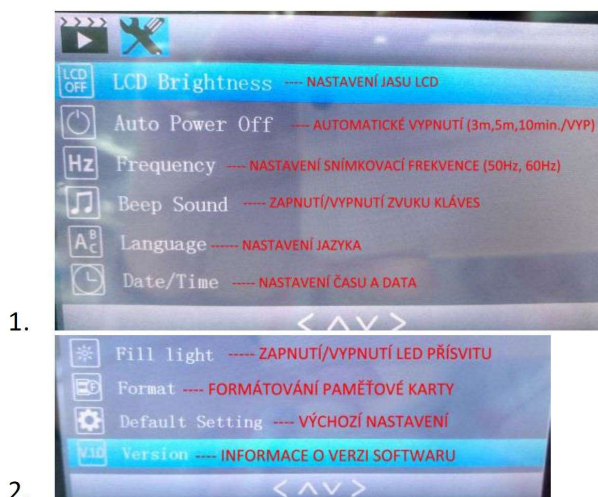 LCD OFF LCD Brightness ---- NASTAVENÍ JASU LCD
Auto Power Off ---- AUTOMATICKÉ VYPNUTÍ (3m,5m,10min./VYP)
Hz Frequency ---- NASTAVENÍ SNÍMKOVACÍ FREKVENCE (50Hz, 60Hz)
Beep Sound ----- ZAPNUTÍ/VYPNUTÍ ZVUKU KLÁVES
ABC Language ------ NASTAVENÍ JAZYKA
Date/Time ----- NASTAVENÍ ČASU A DATA
1.
Fill light ----- ZAPNUTÍ/VYPNUTÍ LED PŘÍSVITU
Format ---- FORMÁTOVÁNÍ PAMĚŤOVÉ KARTY
Default Setting ---- VÝCHOZÍ NASTAVENÍ
V.10 Version ---- INFORMACE O VERZI SOFTWARU
2.